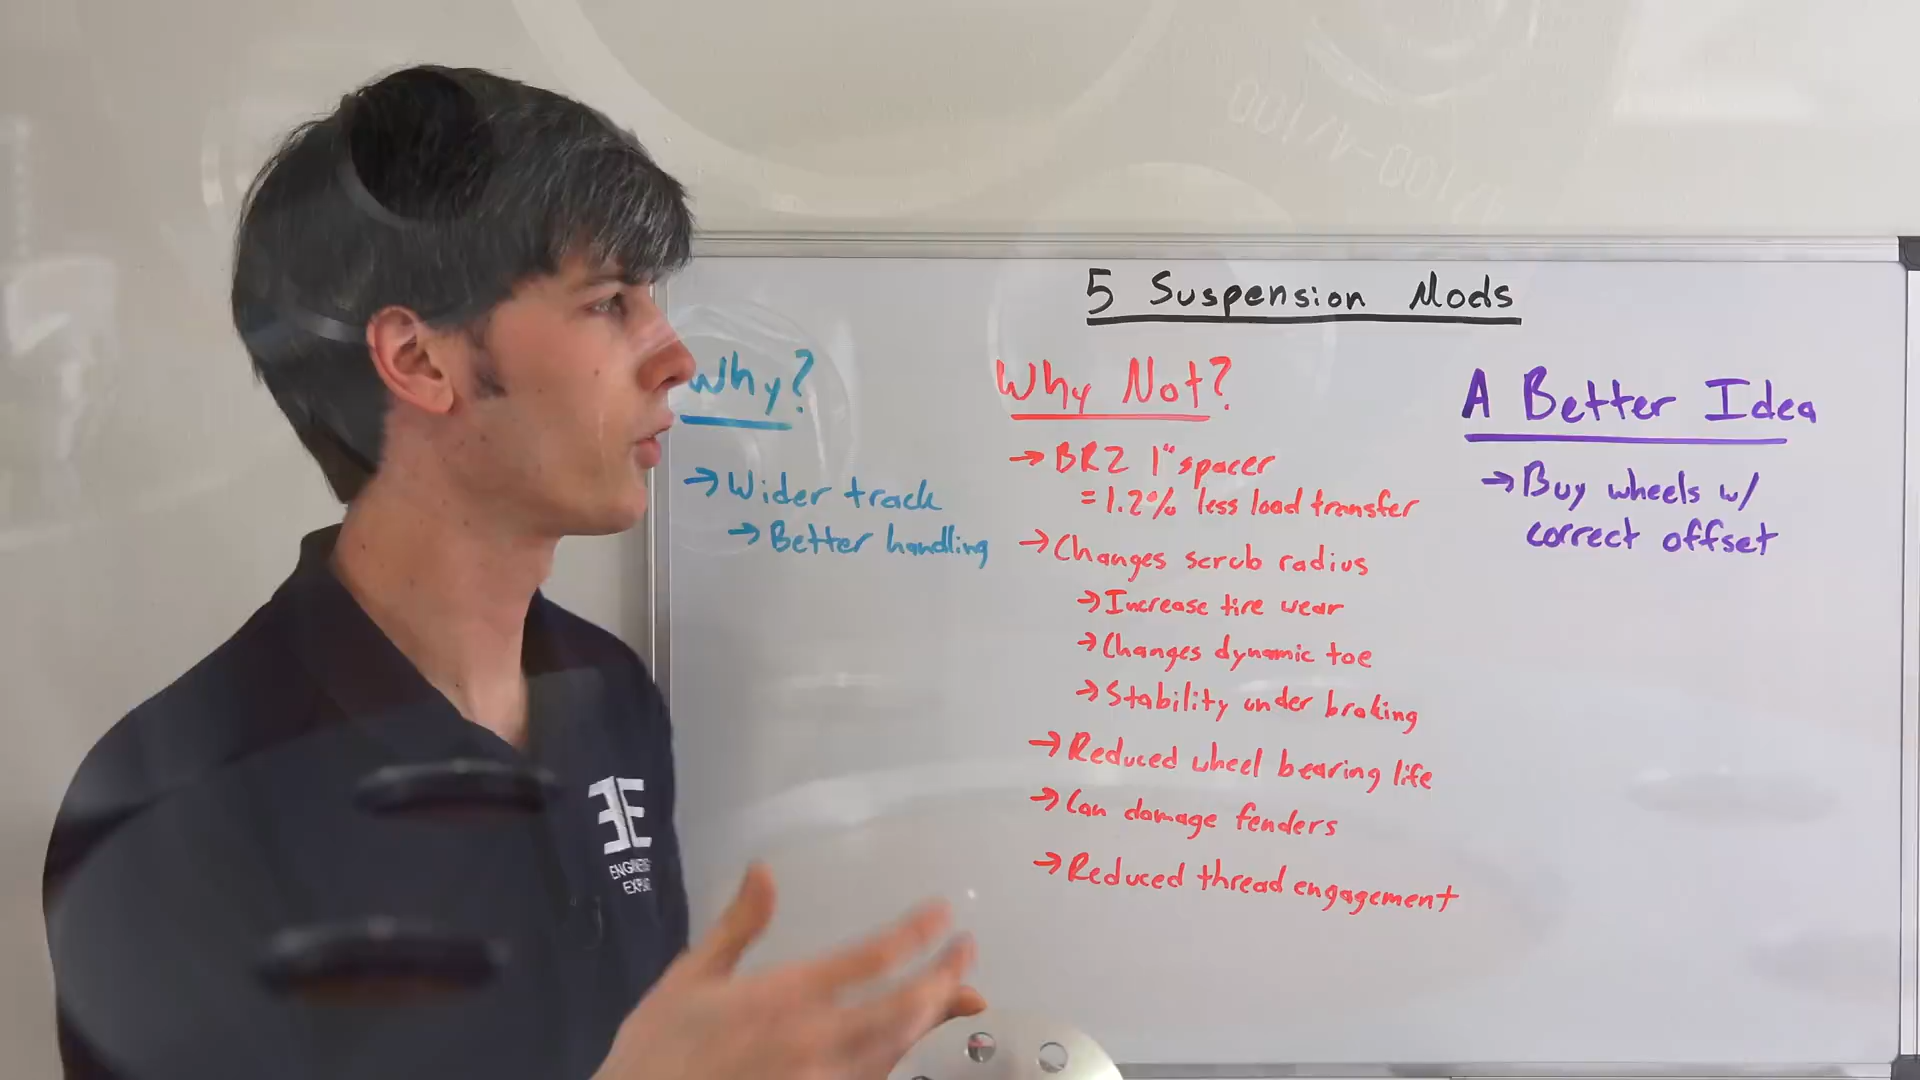 5 Suspension Mods
Why?
→ Wider track
→ Better handling
Why Not?
→ BRZ 1" spacer
= 1.2% less load transfer
→ Changes scrub radius
→ Increase tire wear
→ Changes dynamic toe
→ Stability under braking
→ Reduced wheel bearing life
→ Can damage fenders
→ Reduced thread engagement
A Better Idea
→ Buy wheels w/
correct offset
EE